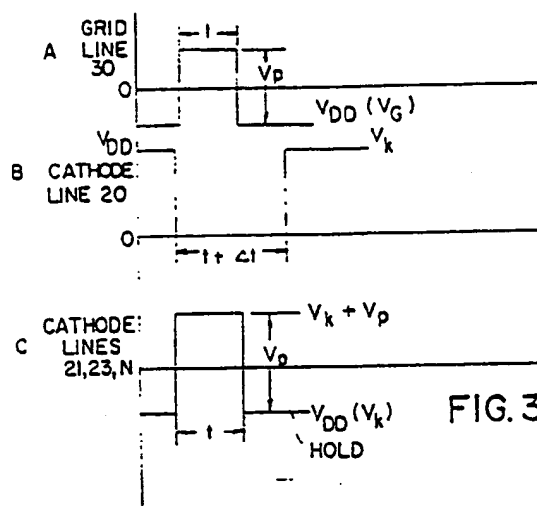 GRID
A LINE
30
t
Vp
0
VDD (VG)
VDD
Vk
B CATHODE
LINE 20
0
t + Δt
CATHODE
C LINES
21, 23, N
Vk + Vp
Vp
VDD (Vk)
HOLD
t
FIG. 3